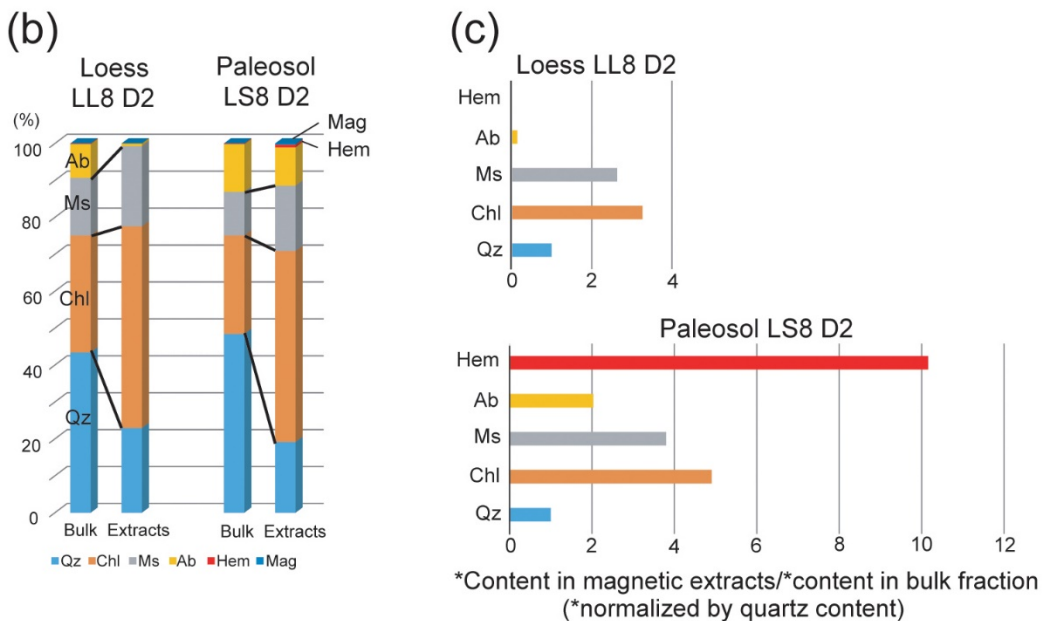 (b)
Loess
LL8 D2
Paleosol
LS8 D2
Mag
Hem
(%)
100
80
60
40
20
0
Ab
Ms
Chl
Qz
Bulk Extracts Bulk Extracts
Qz Chl Ms Ab Hem Mag
(c)
Loess LL8 D2
Hem
Ab
Ms
Chl
Qz
0 2 4
Paleosol LS8 D2
Hem
Ab
Ms
Chl
Qz
0 2 4 6 8 10 12
*Content in magnetic extracts/*content in bulk fraction
(*normalized by quartz content)